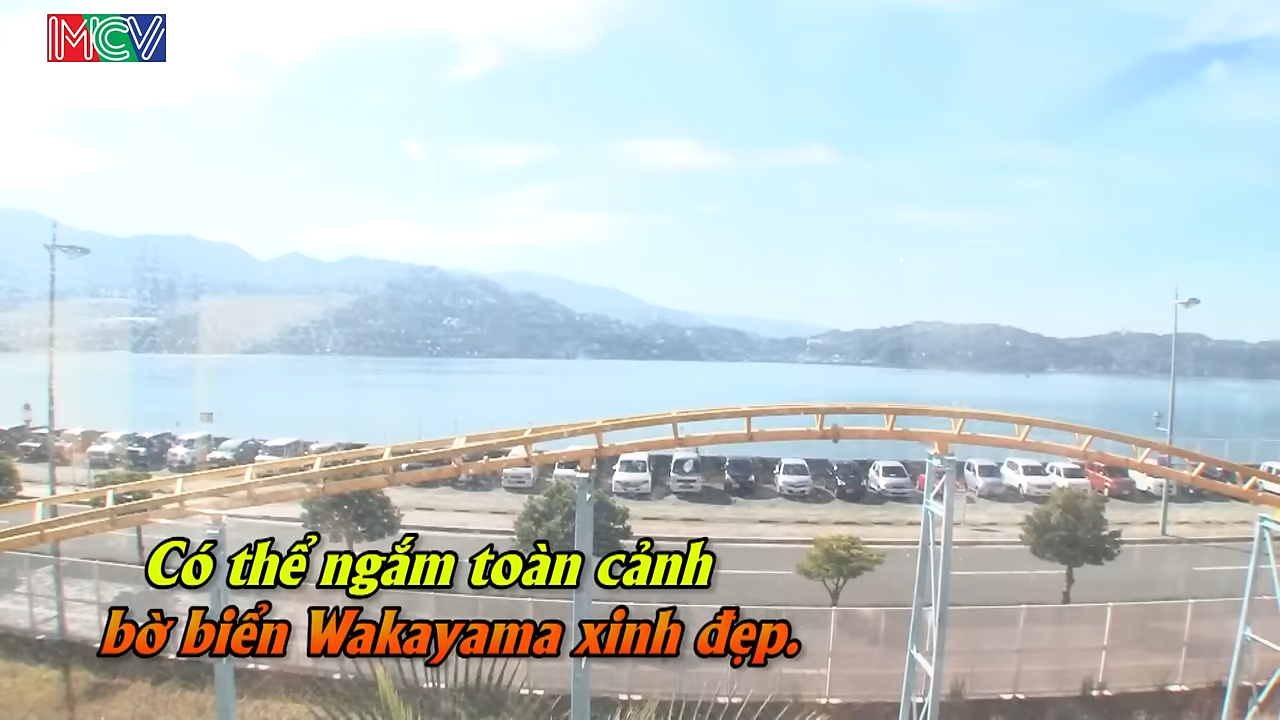 MCV
Có thể ngắm toàn cảnh
bờ biển Wakayama xinh đẹp.